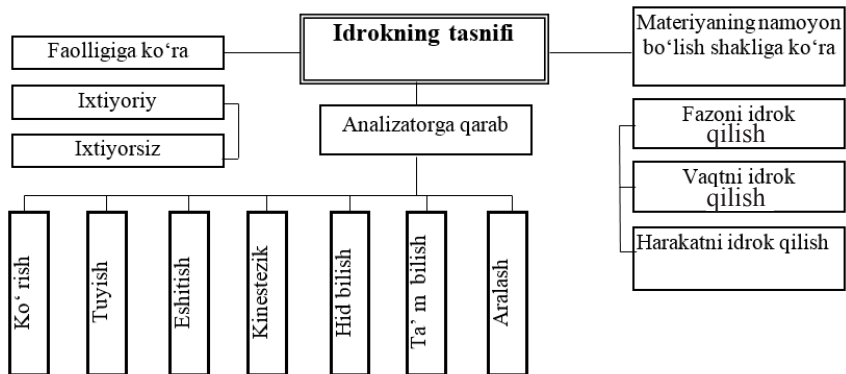 Idrokning tasnifi
Faolligiga ko‘ra
Ixtiyoriy
Ixtiyorsiz
Analizatorga qarab
Ko‘ rish
Tuyish
Eshitish
Kinestezik
Hid bilish
Ta’ m bilish
Aralash
Materiyaning namoyon
bo‘lish shakliga ko‘ra
Fazoni idrok
qilish
Vaqtni idrok
qilish
Harakatni idrok qilish